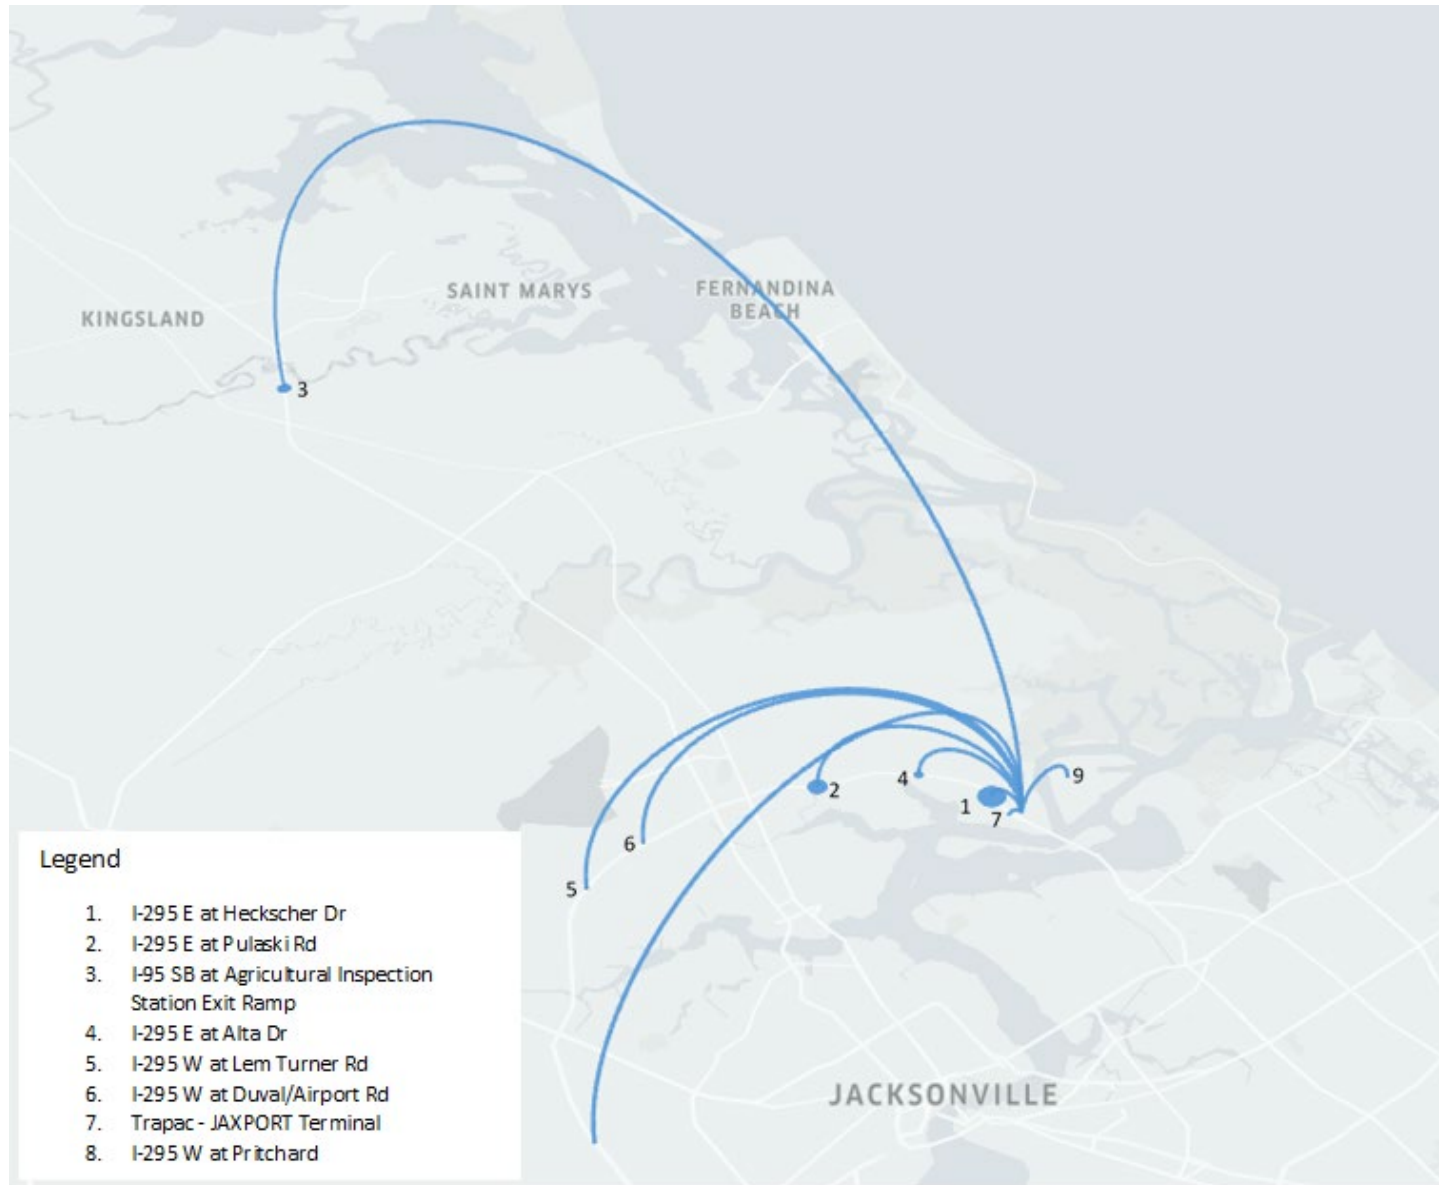 SAINT MARYS
FERNANDINA
BEACH
KINGSLAND
3
9
4
2
1
7
6
5
Legend
1. I-295 E at Heckscher Dr
2. I-295 E at Pulaski Rd
3. I-95 SB at Agricultural Inspection
Station Exit Ramp
4. I-295 E at Alta Dr
5. I-295 W at Lem Turner Rd
6. I-295 W at Duval/Airport Rd
7. Trapac - JAXPORT Terminal
8. I-295 W at Pritchard
JACKSONVILLE